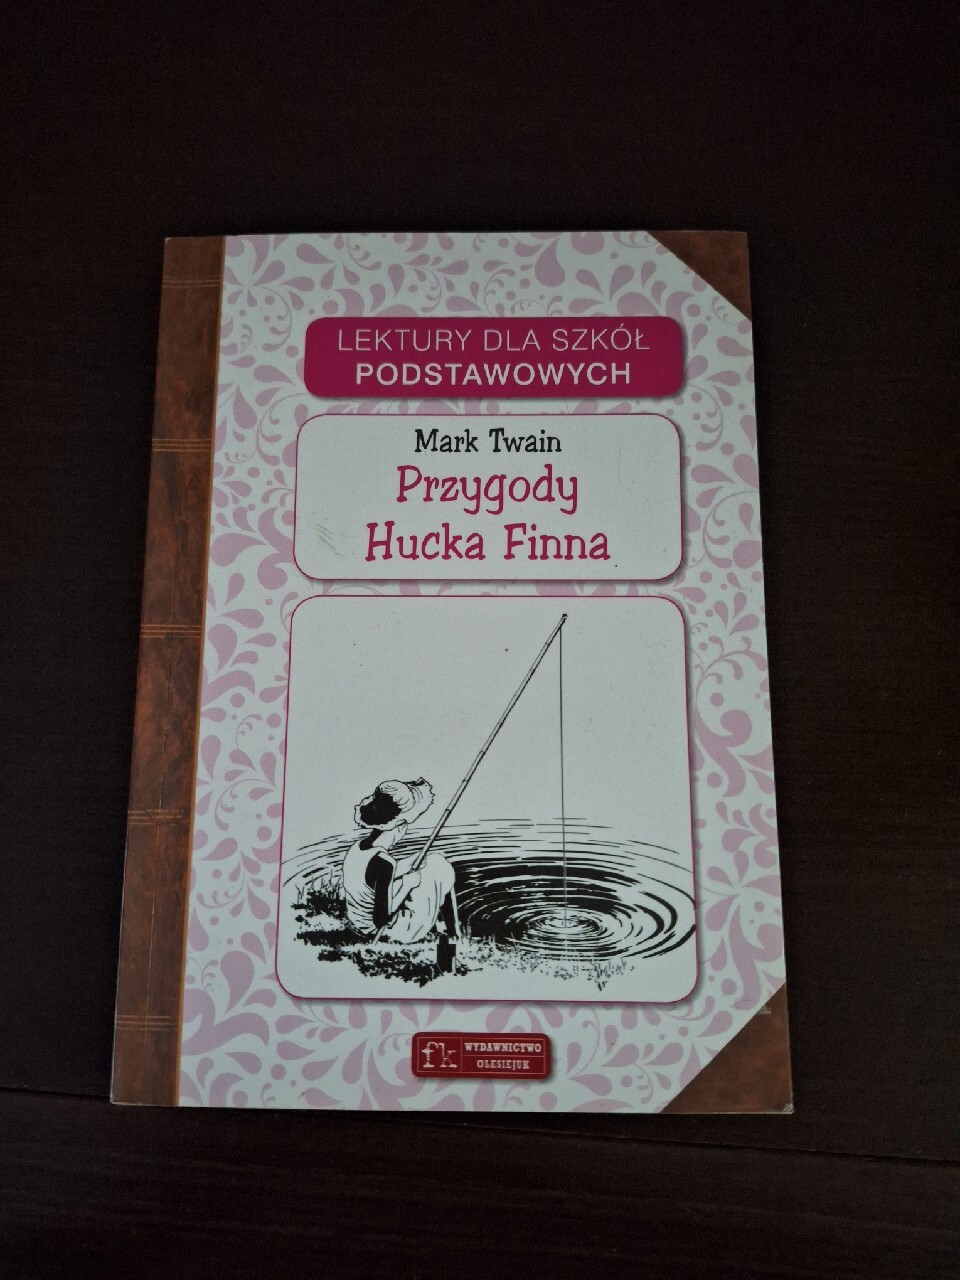 LEKTURY DLA SZKÓŁ
PODSTAWOWYCH
Mark Twain
Przygody
Hucka Finna
fk
WYDAWNICTWO
OLESIEJUK